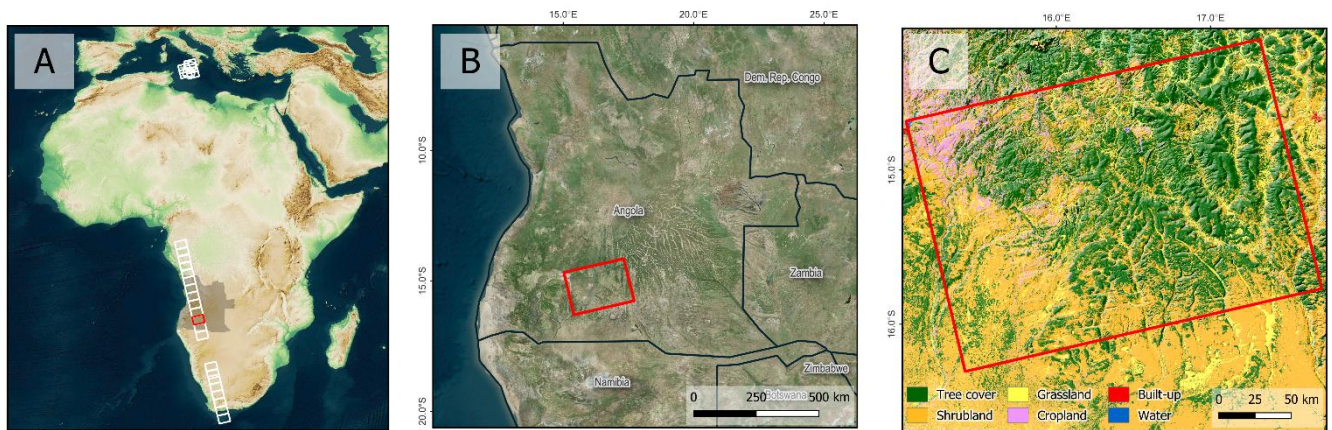 A
B
C
15.0°E
20.0°E
25.0°E
10.0°S
15.0°S
20.0°S
Dem. Rep. Congo
Angola
Zambia
Zimbabwe
Namibia
Botswana
0 250 500 km
16.0°E
17.0°E
15.0°S
16.0°S
Tree cover Grassland Built-up
Shrubland Cropland Water
0 25 50 km